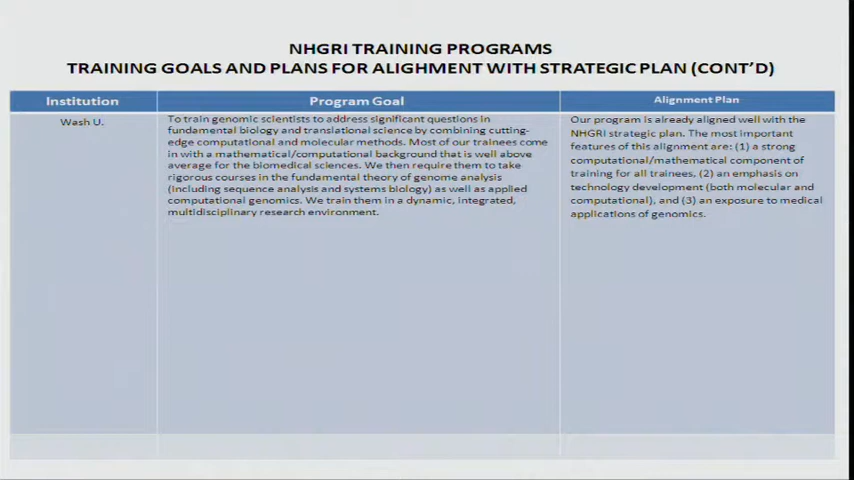 NHGRI TRAINING PROGRAMS
TRAINING GOALS AND PLANS FOR ALIGHMENT WITH STRATEGIC PLAN (CONT'D)
Institution
Program Goal
Alignment Plan
Wash U.
To train genomic scientists to address significant questions in
fundamental biology and translational science by combining cutting-
edge computational and molecular methods. Most of our trainees come
in with a mathematical/computational background that is well above
average for the biomedical sciences. We then require them to take
rigorous courses in the fundamental theory of genome analysis
(including sequence analysis and systems biology) as well as applied
computational genomics. We train them in a dynamic, integrated,
multidisciplinary research environment.
Our program is already aligned well with the
NHGRI strategic plan. The most important
features of this alignment are: (1) a strong
computational/mathematical component of
training for all trainees, (2) an emphasis on
technology development (both molecular and
computational), and (3) an exposure to medical
applications of genomics.